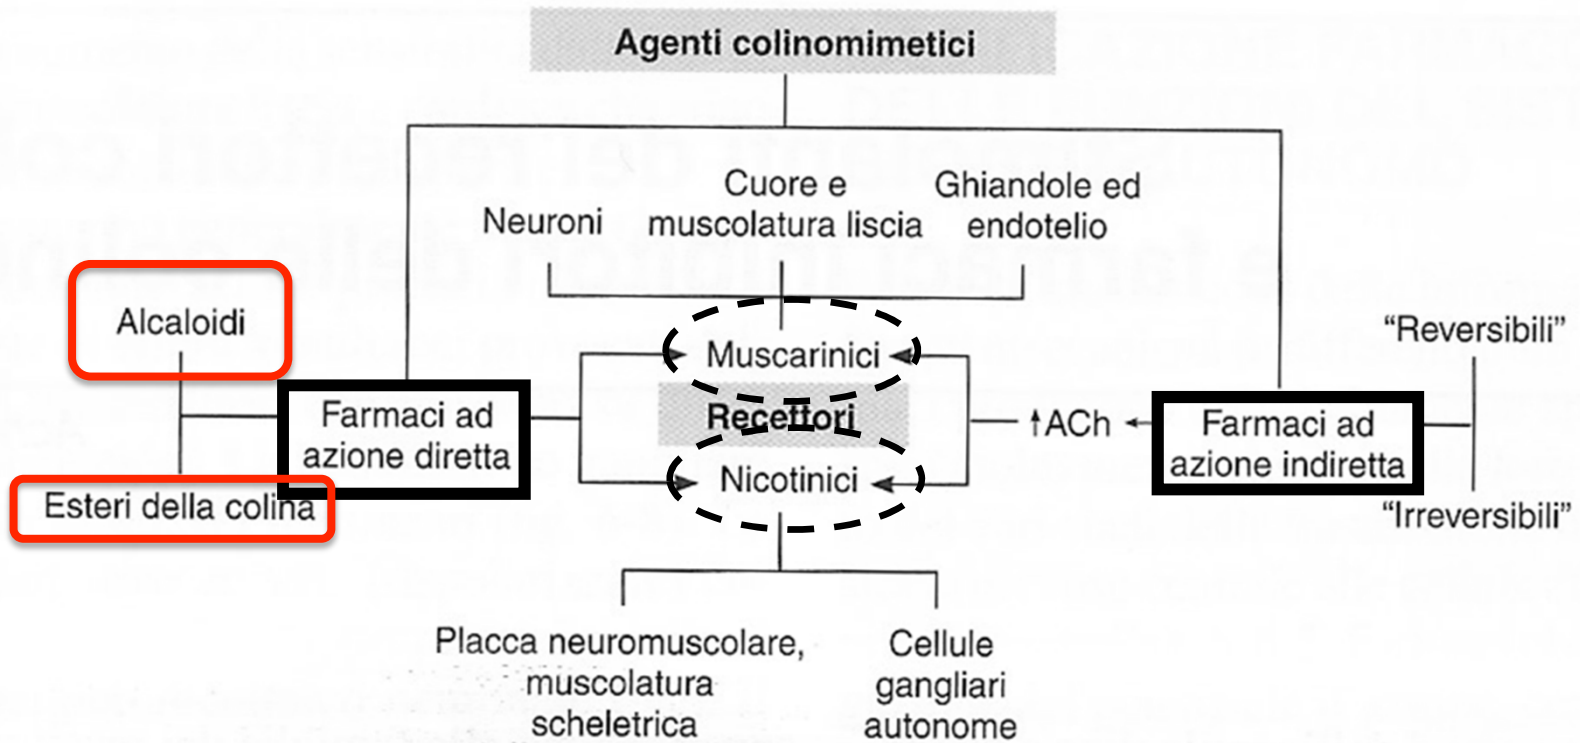 Agenti colinomimetici
Neuroni
Cuore e
muscolatura liscia
Ghiandole ed
endotelio
Alcaloidi
Esteri della colina
Farmaci ad
azione diretta
Muscarinici
Recettori
Nicotinici
↑ACh
Farmaci ad
azione indiretta
“Reversibili”
“Irreversibili”
Placca neuromuscolare,
muscolatura
scheletrica
Cellule
gangliari
autonome